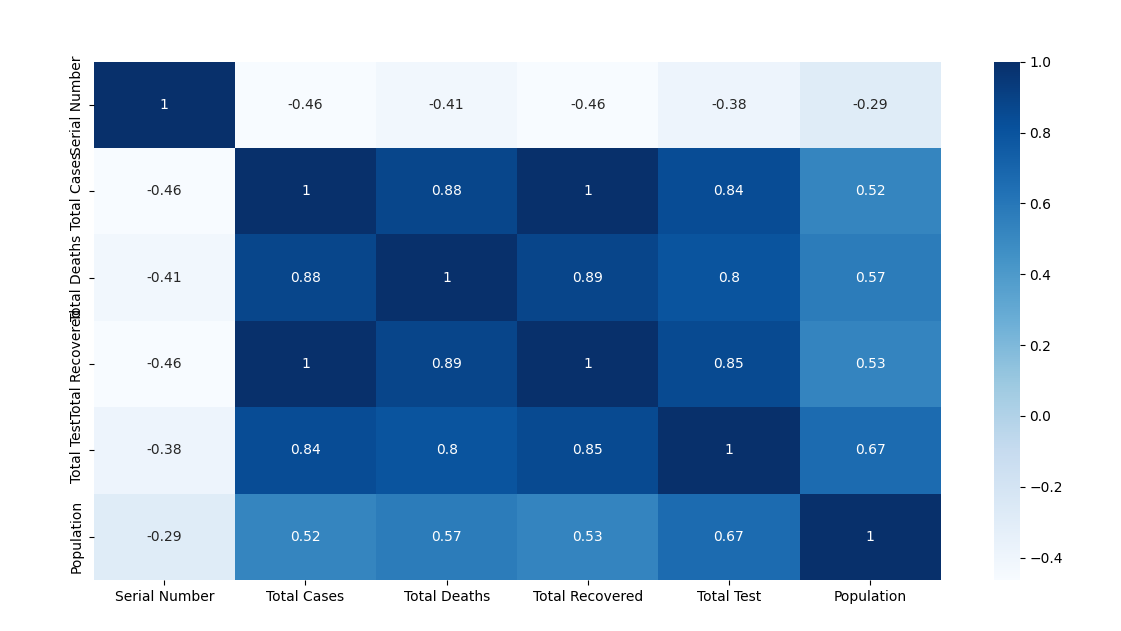 Serial Number 1 -0.46 -0.41 -0.46 -0.38 -0.29
Total Cases -0.46 1 0.88 1 0.84 0.52
Total Deaths -0.41 0.88 1 0.89 0.8 0.57
Total Recovered -0.46 1 0.89 1 0.85 0.53
Total Test -0.38 0.84 0.8 0.85 1 0.67
Population -0.29 0.52 0.57 0.53 0.67 1
Serial Number Total Cases Total Deaths Total Recovered Total Test Population
1.0
0.8
0.6
0.4
0.2
0.0
−0.2
−0.4